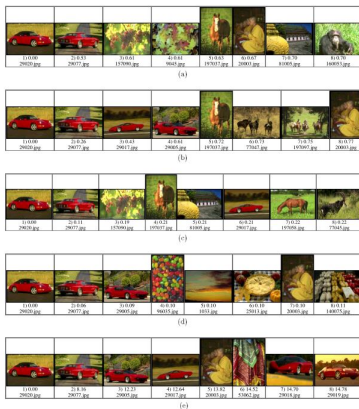 1) 0.00 2) 0.53 3) 0.61 4) 0.61 5) 0.63 6) 0.67 7) 0.70 8) 0.70
29020.jpg 29077.jpg 157090.jpg 9045.jpg 197037.jpg 20003.jpg 81005.jpg 160053.jpg
(a)
1) 0.00 2) 0.26 3) 0.43 4) 0.61 5) 0.72 6) 0.73 7) 0.75 8) 0.77
29020.jpg 29077.jpg 29017.jpg 29005.jpg 197037.jpg 77047.jpg 197097.jpg 20003.jpg
(b)
1) 0.00 2) 0.11 3) 0.19 4) 0.21 5) 0.21 6) 0.21 7) 0.22 8) 0.22
29020.jpg 29077.jpg 157090.jpg 197037.jpg 81005.jpg 29017.jpg 197058.jpg 77045.jpg
(c)
1) 0.00 2) 0.06 3) 0.09 4) 0.10 5) 0.10 6) 0.10 7) 0.10 8) 0.11
29020.jpg 29077.jpg 29005.jpg 96035.jpg 1033.jpg 25013.jpg 20003.jpg 140075.jpg
(d)
1) 0.00 2) 8.16 3) 12.23 4) 12.64 5) 13.82 6) 14.52 7) 14.70 8) 14.78
29020.jpg 29077.jpg 29005.jpg 29017.jpg 20003.jpg 53062.jpg 29018.jpg 29019.jpg
(e)